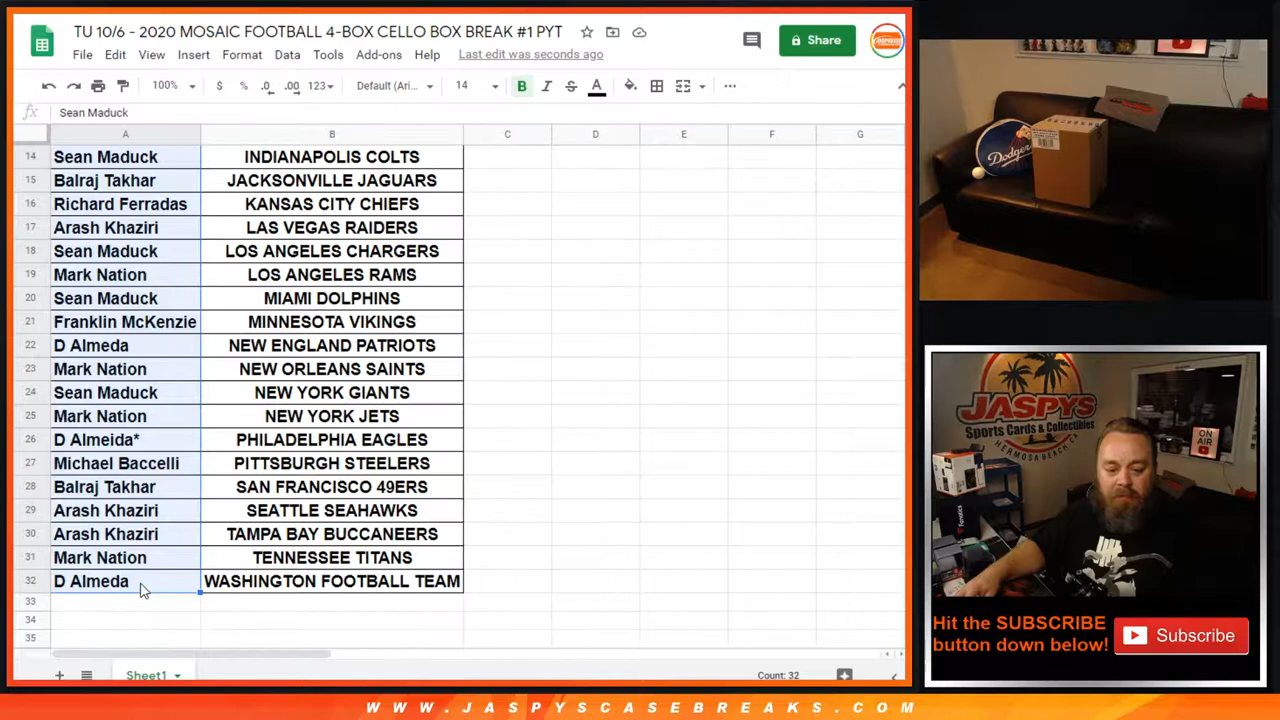 TU 10/6 - 2020 MOSAIC FOOTBALL 4-BOX CELLO BOX BREAK #1 PYT
File Edit View Insert Format Data Tools Add-ons Help Last edit was seconds ago
Share
100% $ % .0 .00 123 Default (Ari... 14 B I S A
fx Sean Maduck
A B C D E F G
14 Sean Maduck INDIANAPOLIS COLTS
15 Balraj Takhar JACKSONVILLE JAGUARS
16 Richard Ferradas KANSAS CITY CHIEFS
17 Arash Khaziri LAS VEGAS RAIDERS
18 Sean Maduck LOS ANGELES CHARGERS
19 Mark Nation LOS ANGELES RAMS
20 Sean Maduck MIAMI DOLPHINS
21 Franklin McKenzie MINNESOTA VIKINGS
22 D Almeda NEW ENGLAND PATRIOTS
23 Mark Nation NEW ORLEANS SAINTS
24 Sean Maduck NEW YORK GIANTS
25 Mark Nation NEW YORK JETS
26 D Almeida* PHILADELPHIA EAGLES
27 Michael Baccelli PITTSBURGH STEELERS
28 Balraj Takhar SAN FRANCISCO 49ERS
29 Arash Khaziri SEATTLE SEAHAWKS
30 Arash Khaziri TAMPA BAY BUCCANEERS
31 Mark Nation TENNESSEE TITANS
32 D Almeda WASHINGTON FOOTBALL TEAM
33
34
35
Sheet1
Count: 32
Dodgers
JASPYS
Sports Cards & Collectibles
HERMOSA BEACH, CA
ON AIR
Fanatics
Hit the SUBSCRIBE
button down below!
Subscribe
WWW.JASPYSCASEBREAKS.COM